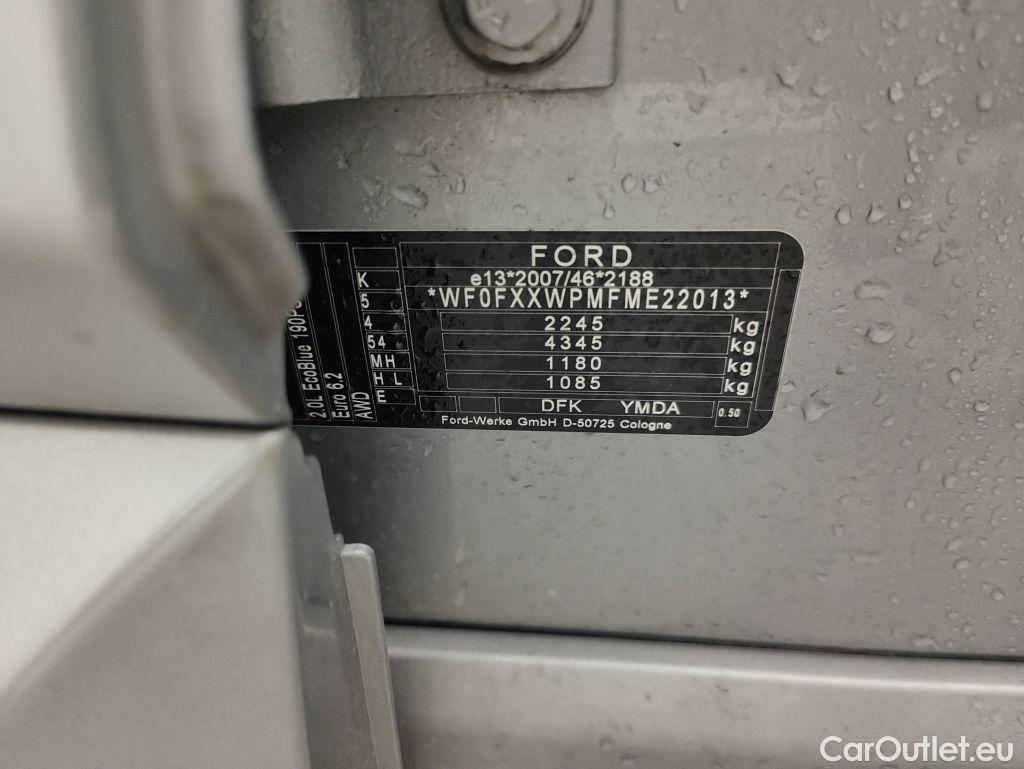 FORD
K
e13*2007/46*2188
5
*WF0FXXWPMFME22013*
4
2245 kg
54
4345 kg
MH
1180 kg
HL
1085 kg
E
DFK YMDA 0.50
Ford-Werke GmbH D-50725 Cologne
2.0L EcoBlue
Euro 6.2
AWD
CarOutlet.eu